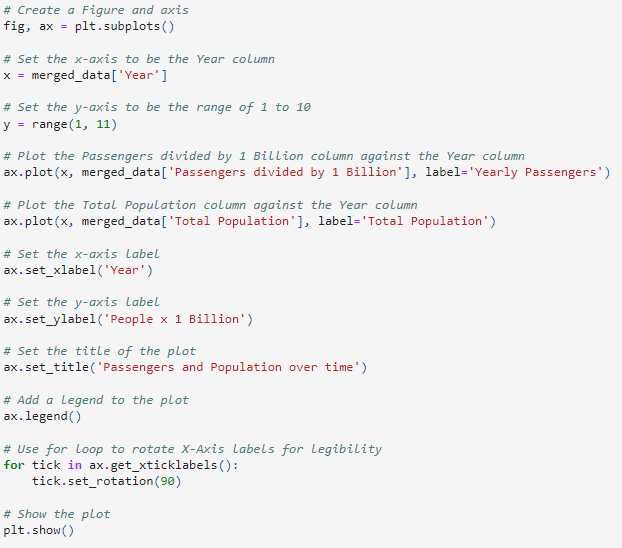 # Create a Figure and axis
fig, ax = plt.subplots()
# Set the x-axis to be the Year column
x = merged_data['Year']
# Set the y-axis to be the range of 1 to 10
y = range(1, 11)
# Plot the Passengers divided by 1 Billion column against the Year column
ax.plot(x, merged_data['Passengers divided by 1 Billion'], label='Yearly Passengers')
# Plot the Total Population column against the Year column
ax.plot(x, merged_data['Total Population'], label='Total Population')
# Set the x-axis label
ax.set_xlabel('Year')
# Set the y-axis label
ax.set_ylabel('People x 1 Billion')
# Set the title of the plot
ax.set_title('Passengers and Population over time')
# Add a legend to the plot
ax.legend()
# Use for loop to rotate X-Axis labels for legibility
for tick in ax.get_xticklabels():
    tick.set_rotation(90)
# Show the plot
plt.show()